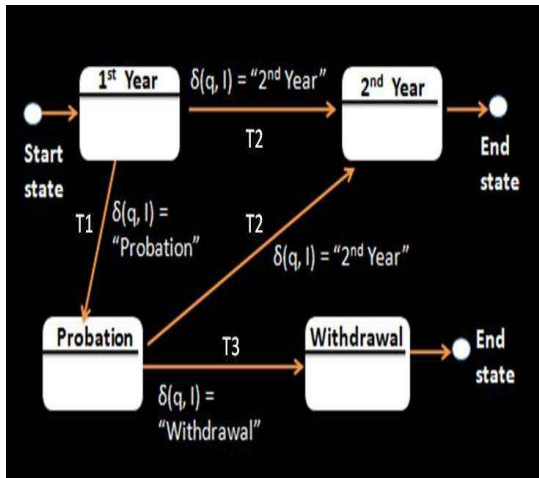 1st Year
δ(q, I) = “2nd Year”
2nd Year
T2
Start
state
End
state
T1
δ(q, I) =
“Probation”
T2
δ(q, I) = “2nd Year”
Probation
T3
Withdrawal
End
state
δ(q, I) =
“Withdrawal”